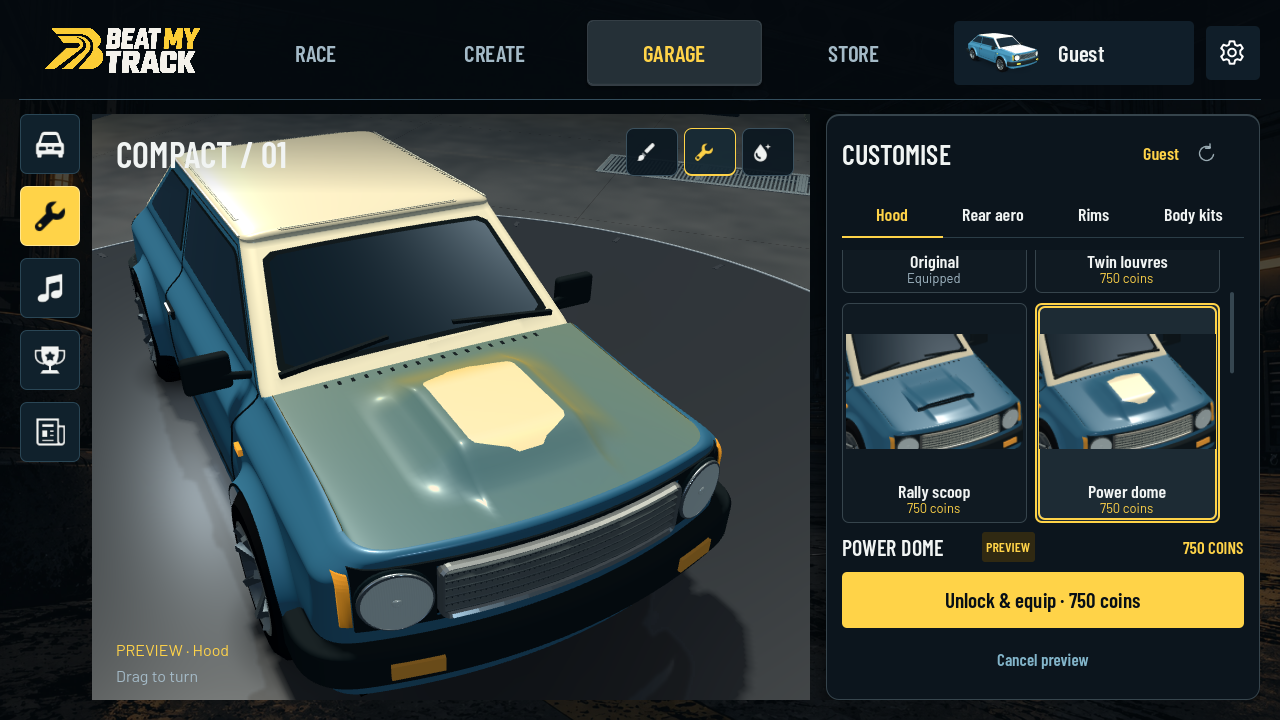 BEAT MY
TRACK
RACE
CREATE
GARAGE
STORE
Guest
COMPACT / 01
PREVIEW · Hood
Drag to turn
CUSTOMISE
Guest
Hood
Rear aero
Rims
Body kits
Original
Equipped
Twin louvres
750 coins
Rally scoop
750 coins
Power dome
750 coins
POWER DOME
PREVIEW
750 COINS
Unlock & equip · 750 coins
Cancel preview